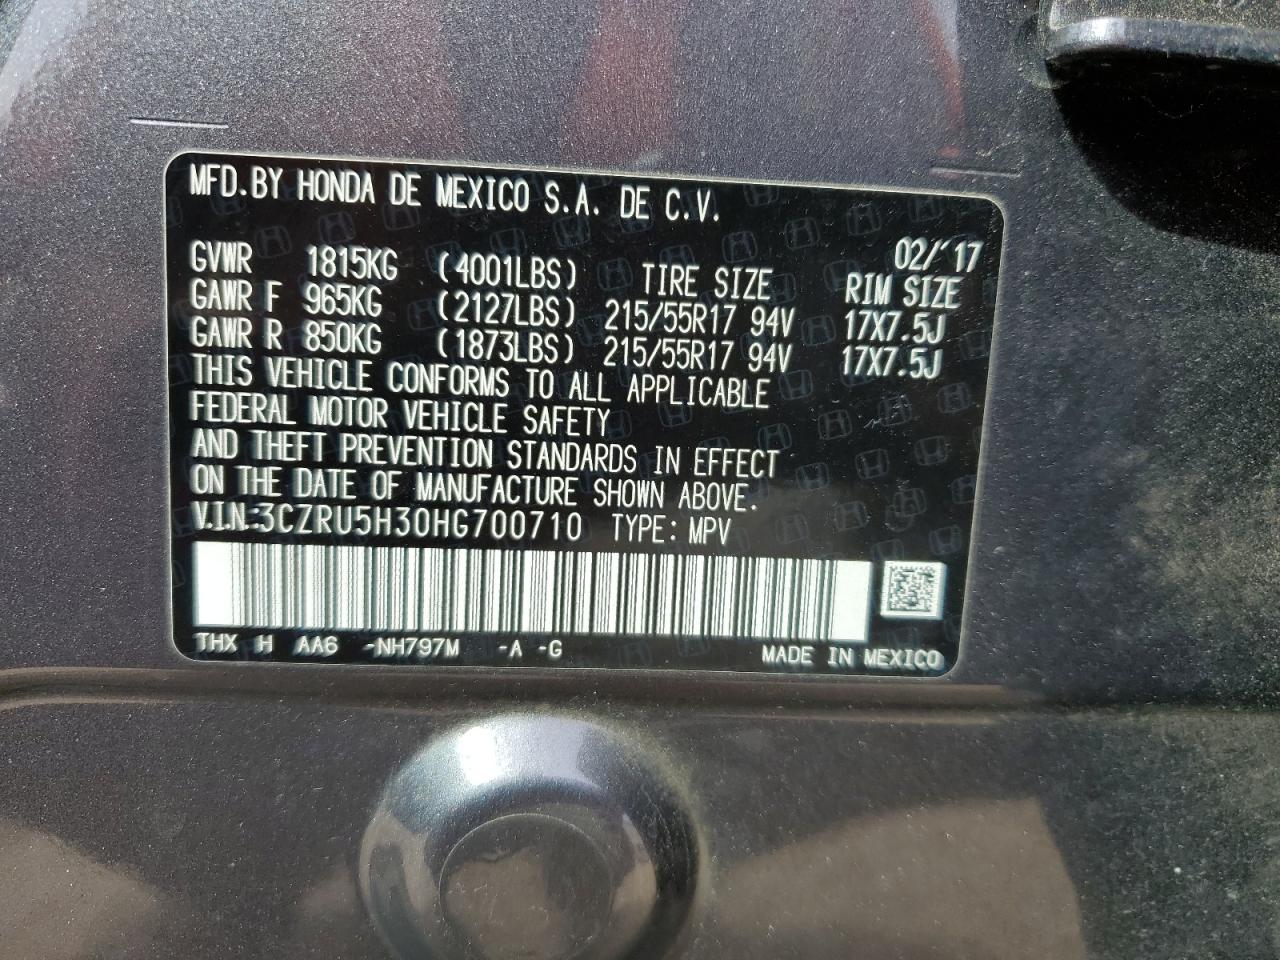 MFD.BY HONDA DE MEXICO S.A. DE C.V.
02/'17
GVWR 1815KG (4001LBS) TIRE SIZE RIM SIZE
GAWR F 965KG (2127LBS) 215/55R17 94V 17X7.5J
GAWR R 850KG (1873LBS) 215/55R17 94V 17X7.5J
THIS VEHICLE CONFORMS TO ALL APPLICABLE
FEDERAL MOTOR VEHICLE SAFETY
AND THEFT PREVENTION STANDARDS IN EFFECT
ON THE DATE OF MANUFACTURE SHOWN ABOVE.
V.I.N.:3CZRU5H30HG700710 TYPE: MPV
THX H AA6 -NH797M -A -G MADE IN MEXICO